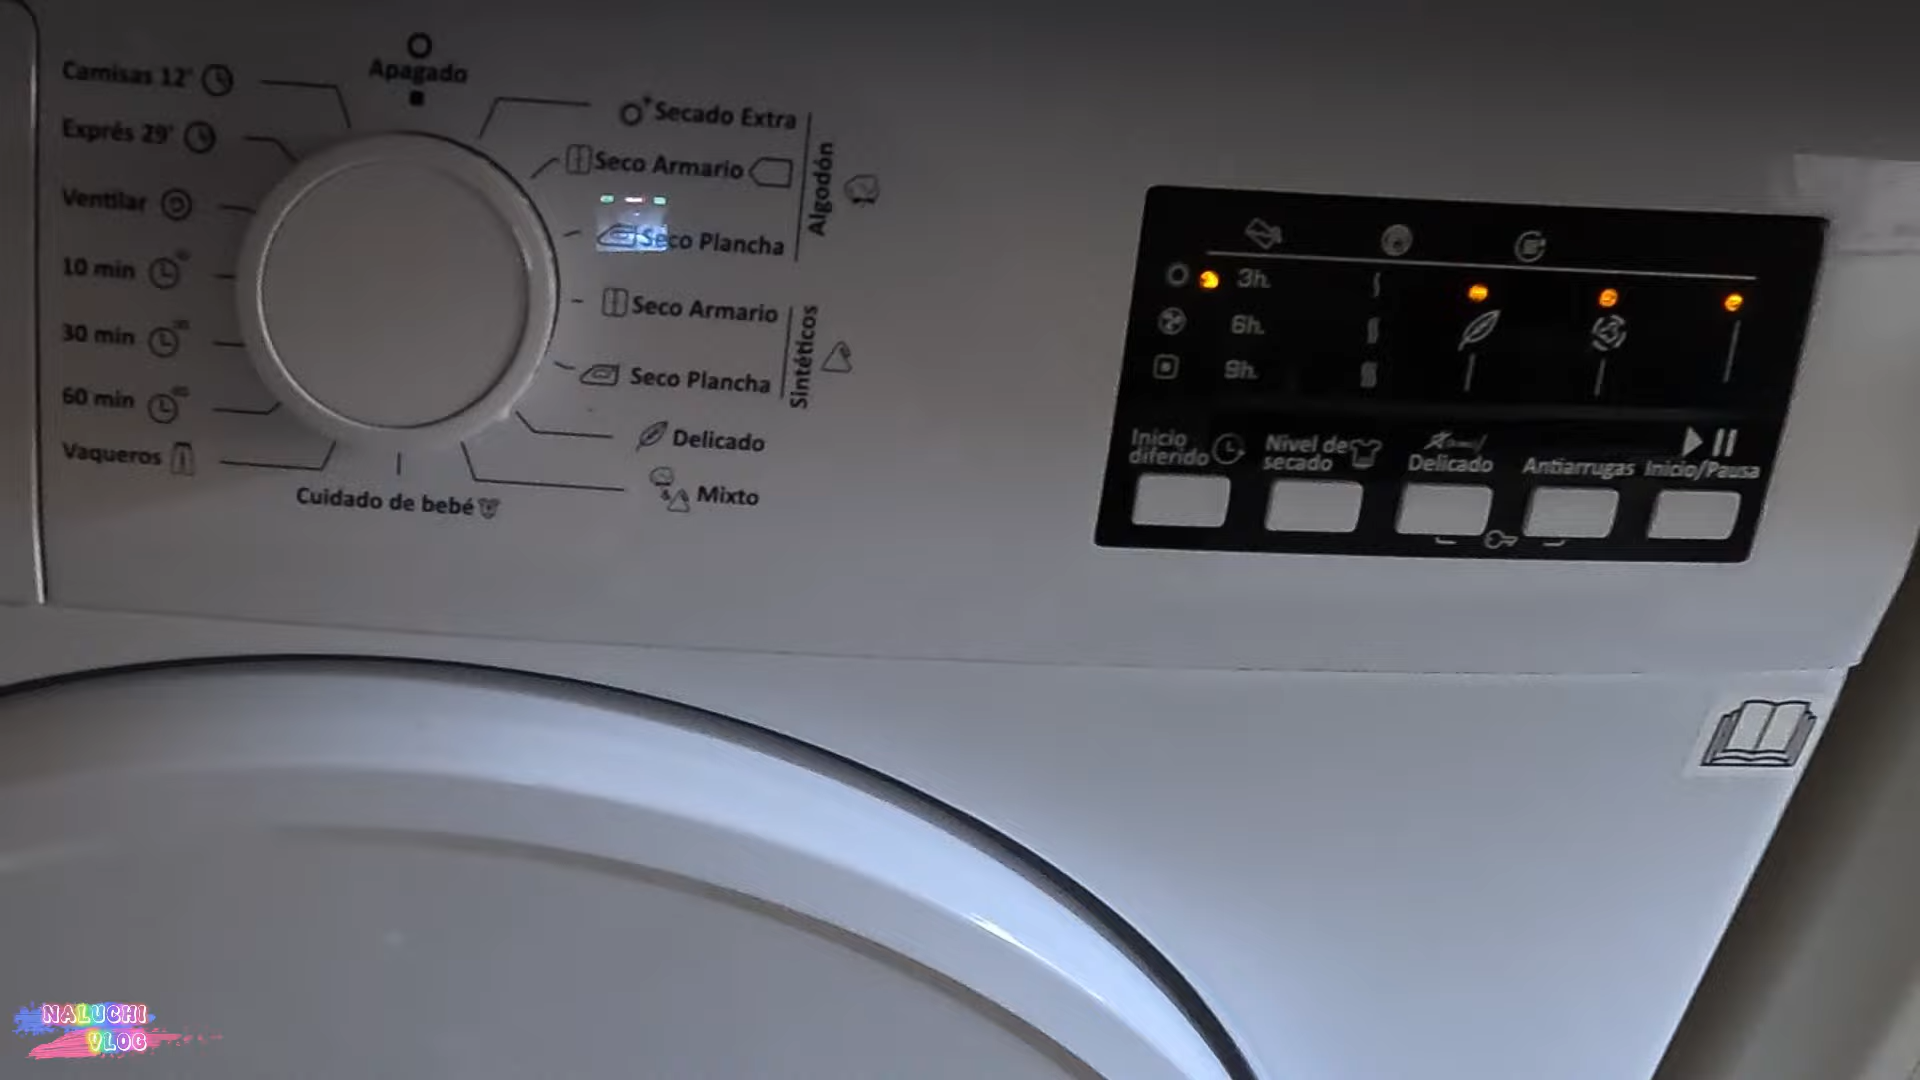 Apagado
Camisas 12'
Exprés 29'
Ventilar
10 min
30 min
60 min
Vaqueros
Cuidado de bebé
Secado Extra
Seco Armario
Seco Plancha
Algodón
Seco Armario
Seco Plancha
Sintéticos
Delicado
Mixto
3h.
6h.
9h.
Inicio
diferido
Nivel de
secado
Delicado
Antiarrugas
Inicio/Pausa
NALUCHI
VLOG